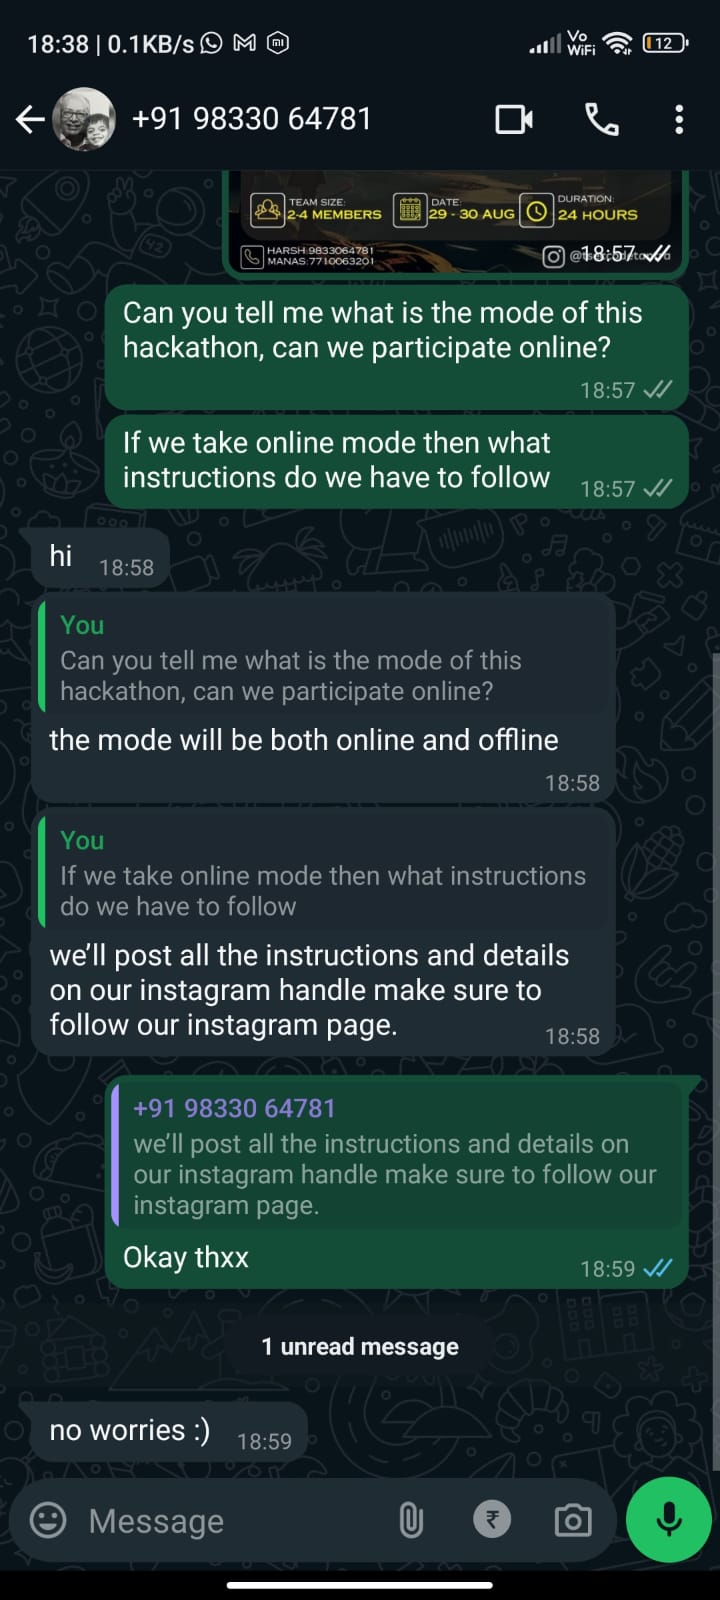 18:38 | 0.1KB/s
Vo
WiFi
12
+91 98330 64781
TEAM SIZE:
2-4 MEMBERS
DATE:
29 - 30 AUG
DURATION:
24 HOURS
HARSH:9833064781
MANAS:7710063201
18:57
Can you tell me what is the mode of this
hackathon, can we participate online?
18:57
If we take online mode then what
instructions do we have to follow
18:57
hi
18:58
You
Can you tell me what is the mode of this
hackathon, can we participate online?
the mode will be both online and offline
18:58
You
If we take online mode then what instructions
do we have to follow
we’ll post all the instructions and details
on our instagram handle make sure to
follow our instagram page.
18:58
+91 98330 64781
we’ll post all the instructions and details on
our instagram handle make sure to follow our
instagram page.
Okay thxx
18:59
1 unread message
no worries :)
18:59
Message